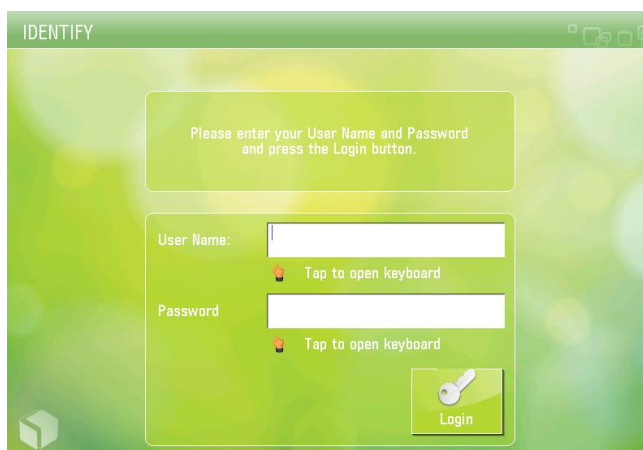 IDENTIFY
Please enter your User Name and Password
and press the Login button.
User Name:
Tap to open keyboard
Password
Tap to open keyboard
Login